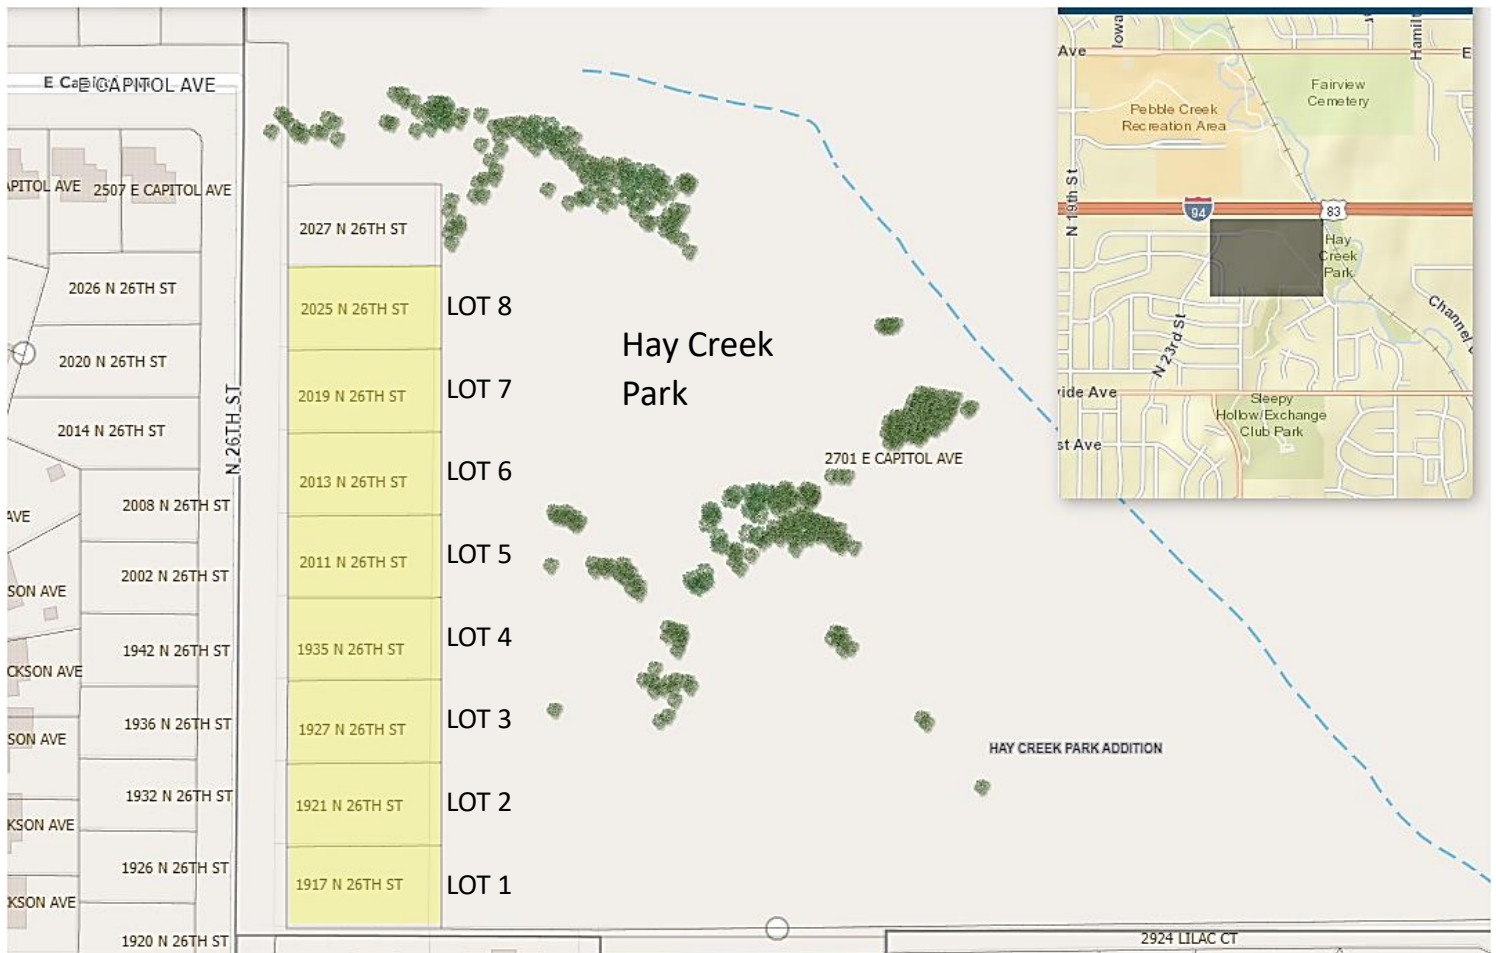 E CAPITOL AVE
APITOL AVE
2507 E CAPITOL AVE
2027 N 26TH ST
2026 N 26TH ST
2025 N 26TH ST
LOT 8
2020 N 26TH ST
Hay Creek
Park
2019 N 26TH ST
LOT 7
2014 N 26TH ST
N 26TH ST
2701 E CAPITOL AVE
2013 N 26TH ST
LOT 6
2008 N 26TH ST
AVE
2011 N 26TH ST
LOT 5
2002 N 26TH ST
SON AVE
1935 N 26TH ST
LOT 4
1942 N 26TH ST
CKSON AVE
1927 N 26TH ST
LOT 3
1936 N 26TH ST
SON AVE
HAY CREEK PARK ADDITION
1932 N 26TH ST
1921 N 26TH ST
LOT 2
KSON AVE
1926 N 26TH ST
1917 N 26TH ST
LOT 1
KSON AVE
1920 N 26TH ST
2924 LILAC CT
Iowa
Hamilt
Ave
E
Pebble Creek
Recreation Area
Fairview
Cemetery
N 19th St
94
83
Hay
Creek
Park
N 23rd St
Channel
vide Ave
Sleepy
Hollow/Exchange
Club Park
st Ave